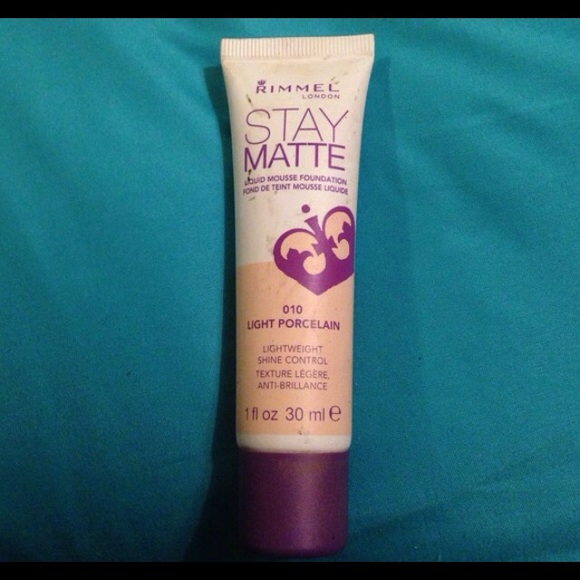 RIMMEL
LONDON
STAY
MATTE
LIQUID MOUSSE FOUNDATION
FOND DE TEINT MOUSSE LIQUIDE
010
LIGHT PORCELAIN
LIGHTWEIGHT
SHINE CONTROL
TEXTURE LÉGÈRE,
ANTI-BRILLANCE
1 fl oz 30 ml e